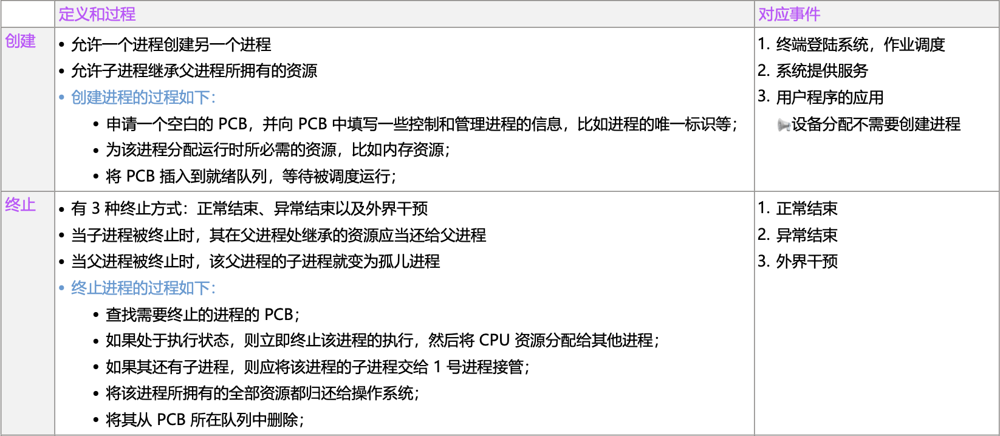 定义和过程
对应事件
创建
• 允许一个进程创建另一个进程
• 允许子进程继承父进程所拥有的资源
• 创建进程的过程如下：
• 申请一个空白的 PCB，并向 PCB 中填写一些控制和管理进程的信息，比如进程的唯一标识等；
• 为该进程分配运行时所必需的资源，比如内存资源；
• 将 PCB 插入到就绪队列，等待被调度运行；
1. 终端登陆系统，作业调度
2. 系统提供服务
3. 用户程序的应用
📢设备分配不需要创建进程
终止
• 有 3 种终止方式：正常结束、异常结束以及外界干预
• 当子进程被终止时，其在父进程处继承的资源应当还给父进程
• 当父进程被终止时，该父进程的子进程就变为孤儿进程
• 终止进程的过程如下：
• 查找需要终止的进程的 PCB；
• 如果处于执行状态，则立即终止该进程的执行，然后将 CPU 资源分配给其他进程；
• 如果其还有子进程，则应将该进程的子进程交给 1 号进程接管；
• 将该进程所拥有的全部资源都归还给操作系统；
• 将其从 PCB 所在队列中删除；
1. 正常结束
2. 异常结束
3. 外界干预